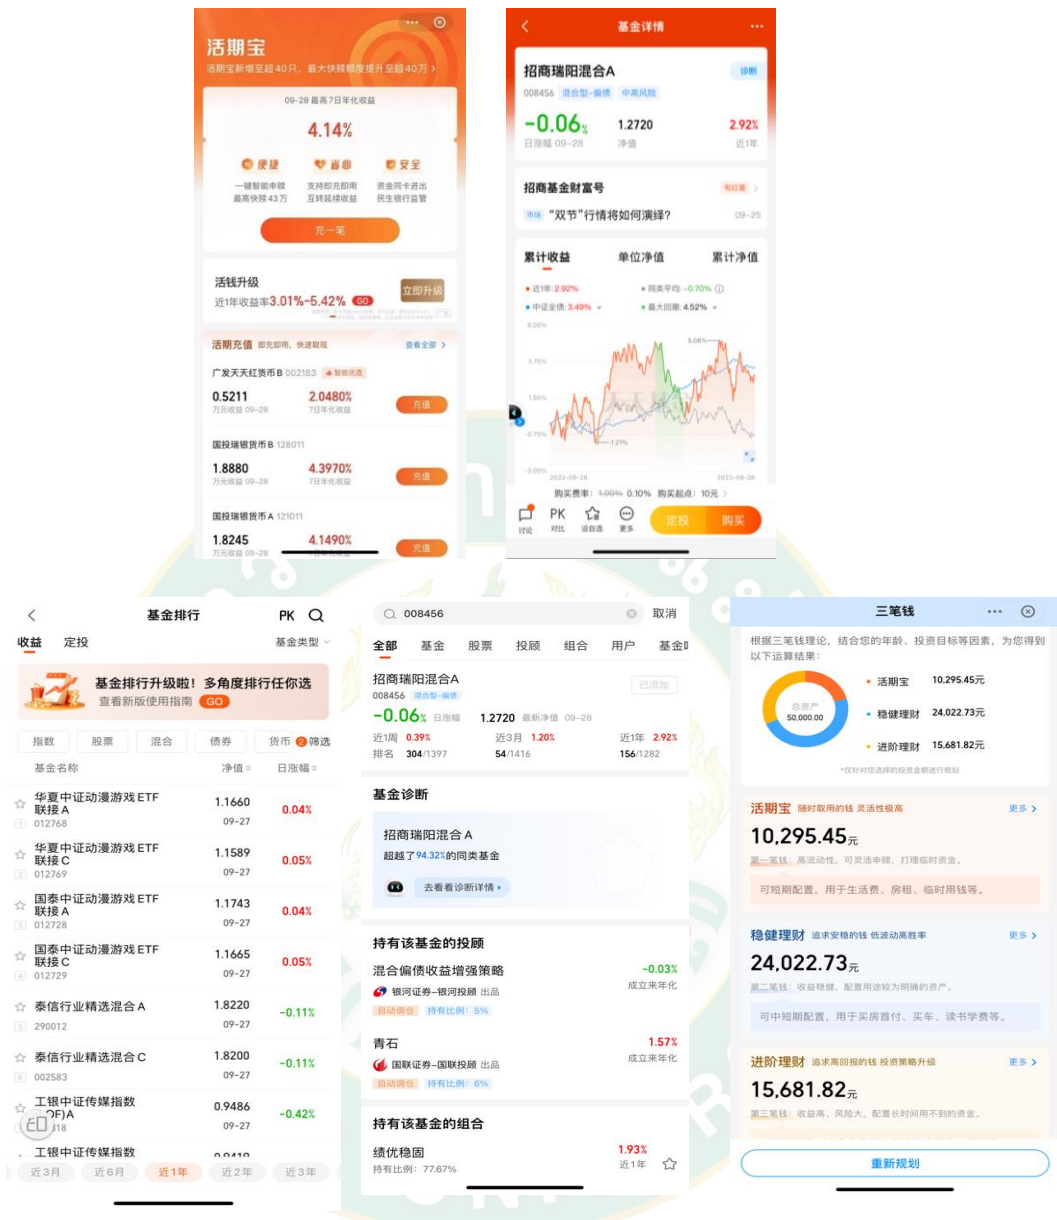 活期宝
活期宝新增至超40只，最大快赎额度提升至超40万 >
09-28 最高7日年化收益
4.14%
便捷
省心
安全
一键智能申赎
支持即充即用
资金同卡进出
最高快赎43万
互转延续收益
民生银行监管
充一笔
活钱升级
近1年收益率3.01%-5.42% GO
立即升级
活期充值 即充即用，快速取现
查看全部 >
广发天天红货币B 002183 智能优选
0.5211
2.0480%
充值
万元收益 09-28
7日年化收益
国投瑞银货币B 128011
1.8880
4.3970%
充值
万元收益 09-28
7日年化收益
国投瑞银货币A 121011
1.8245
4.1490%
充值
万元收益 09-28
基金详情
招商瑞阳混合A
诊断
008456 混合型-偏债 中高风险
-0.06%
1.2720
2.92%
日涨幅 09-28
净值
近1年
招商基金财富号
有红基 >
市场 “双节”行情将如何演绎？
09-25
累计收益
单位净值
累计净值
近1年: 2.92%
同类平均: -0.70%
中证全债: 3.49%
最大回撤: 4.52%
6.00%
5.08%
3.75%
1.50%
-0.75%
-1.21%
-3.00%
2022-09-28
2023-09-28
购买费率: 1.00% 0.10% 购买起点: 10元 >
PK
讨论
对比
设自选
更多
定投
购买
基金排行
PK
收益
定投
基金类型
基金排行升级啦！多角度排行任你选
查看新版使用指南 GO
指数
股票
混合
债券
货币
2
筛选
基金名称
净值
日涨幅
华夏中证动漫游戏ETF
联接A
1 012768
1.1660
09-27
0.04%
华夏中证动漫游戏ETF
联接C
2 012769
1.1589
09-27
0.05%
国泰中证动漫游戏ETF
联接A
3 012728
1.1743
09-27
0.04%
国泰中证动漫游戏ETF
联接C
4 012729
1.1665
09-27
0.05%
泰信行业精选混合A
5 290012
1.8220
09-27
-0.11%
泰信行业精选混合C
6 002583
1.8200
09-27
-0.11%
工银中证传媒指数
OF)A
818
0.9486
09-27
-0.42%
工银中证传媒指数
近3月
近6月
近1年
近2年
近3年
008456
取消
全部
基金
股票
投顾
组合
用户
招商瑞阳混合A
008456 混合型-偏债
已添加
-0.06% 日涨幅
1.2720 最新净值 09-28
近1周 0.39%
近3月 1.20%
近1年 2.92%
排名 304/1397
54/1416
156/1282
基金诊断
招商瑞阳混合A
超越了94.32%的同类基金
去看看诊断详情
持有该基金的投顾
混合偏债收益增强策略
-0.03%
银河证券-银河投顾 出品
成立来年化
自动调仓 持有比例: 5%
青石
1.57%
国联证券-国联投顾 出品
成立来年化
自动调仓 持有比例: 6%
持有该基金的组合
绩优稳固
1.93%
持有比例: 77.67%
近1年
三笔钱
根据三笔钱理论，结合您的年龄、投资目标等因素，为您得到
以下运算结果：
总资产
50,000.00
活期宝 10,295.45元
稳健理财 24,022.73元
进阶理财 15,681.82元
*仅针对您选择的投资金额进行规划
活期宝 随时取用的钱 灵活性极高
更多 >
10,295.45元
第一笔钱：高流动性，可灵活申赎，打理临时资金。
可短期配置，用于生活费、房租、临时用钱等。
稳健理财 追求安稳的钱 低波动高胜率
更多 >
24,022.73元
第二笔钱：收益稳健，配置用途较为明确的资产。
可中短期配置，用于买房首付、买车、读书学费等。
进阶理财 追求高回报的钱 投资策略升级
更多 >
15,681.82元
第三笔钱：收益高、风险大，配置长时间用不到的资金。
重新规划